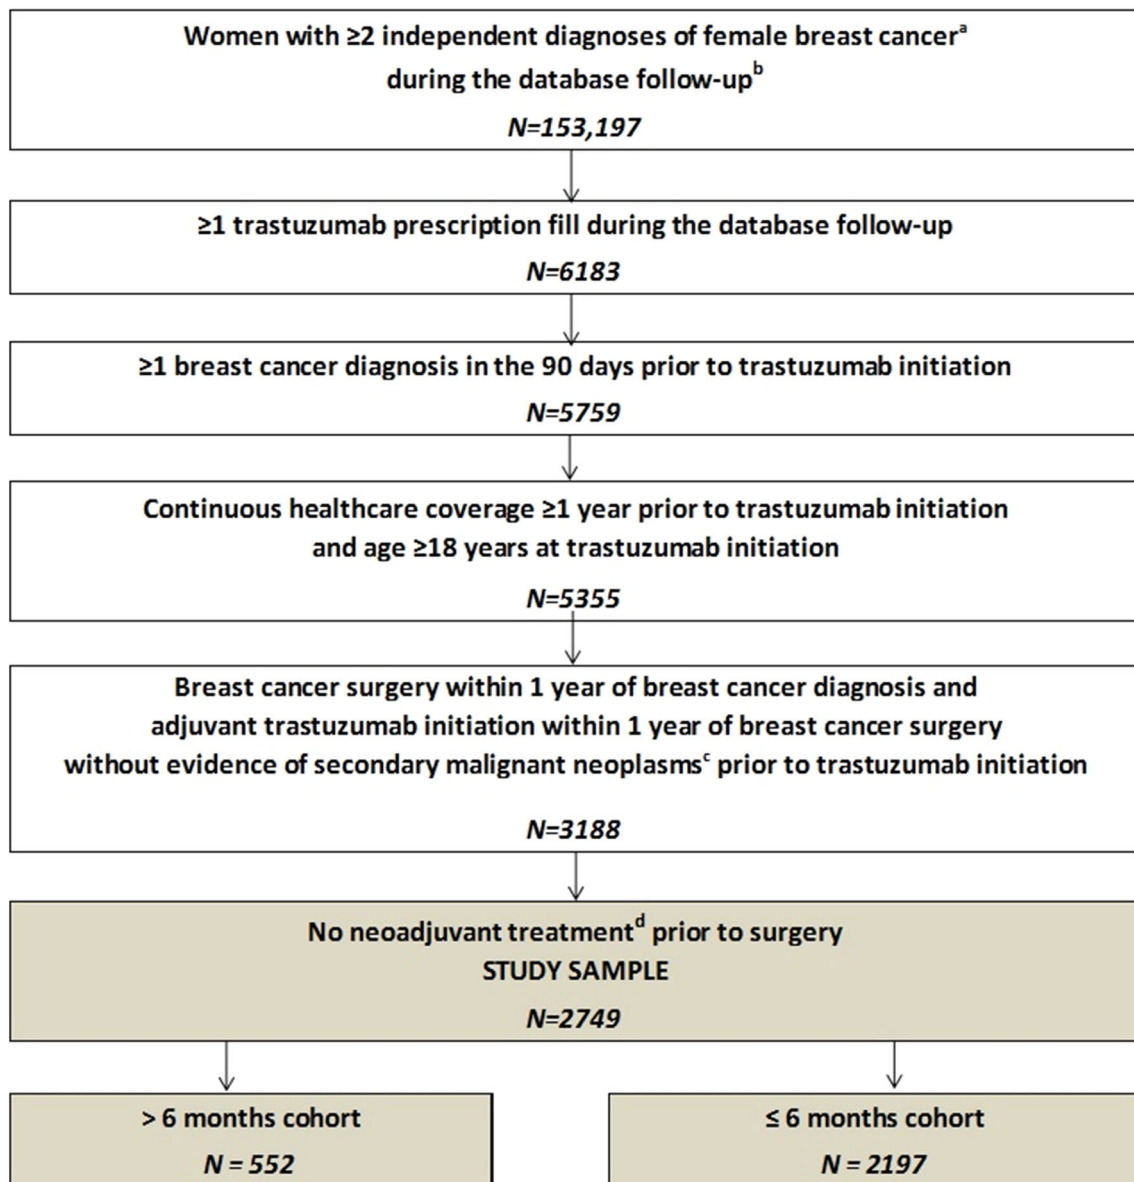 Women with ≥2 independent diagnoses of female breast cancerᵃ
during the database follow-upᵇ
N=153,197
≥1 trastuzumab prescription fill during the database follow-up
N=6183
≥1 breast cancer diagnosis in the 90 days prior to trastuzumab initiation
N=5759
Continuous healthcare coverage ≥1 year prior to trastuzumab initiation
and age ≥18 years at trastuzumab initiation
N=5355
Breast cancer surgery within 1 year of breast cancer diagnosis and
adjuvant trastuzumab initiation within 1 year of breast cancer surgery
without evidence of secondary malignant neoplasmsᶜ prior to trastuzumab initiation
N=3188
No neoadjuvant treatmentᵈ prior to surgery
STUDY SAMPLE
N=2749
> 6 months cohort
N = 552
≤ 6 months cohort
N = 2197